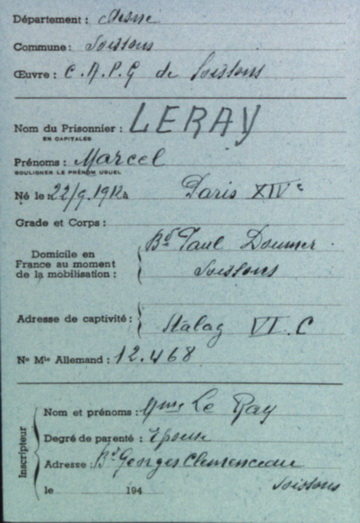 Département : Aisne
Commune : Soissons
Œuvre : C.A.P.G de Soissons
Nom du Prisonnier : LERAY
EN CAPITALES
Prénoms : Marcel
SOULIGNER LE PRÉNOM USUEL
Né le 22/9.1912 à Paris XIVe
Grade et Corps :
Domicile en France au moment de la mobilisation : Bd Paul Doumer.
Soissons
Adresse de captivité : Stalag VI.C
No Mle Allemand : 12.468
Inscripteur
Nom et prénoms : Mme Le Ray
Degré de parenté : Epouse
Adresse : Bd Georges Clemenceau
le 194 Soissons